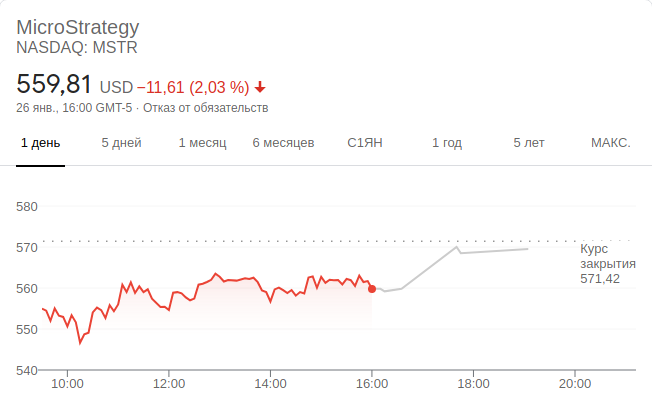 MicroStrategy
NASDAQ: MSTR
559,81 USD −11,61 (2,03 %)
26 янв., 16:00 GMT-5 · Отказ от обязательств
1 день 5 дней 1 месяц 6 месяцев С1ЯН 1 год 5 лет МАКС.
580
570
Курс
закрытия
571,42
560
550
540
10:00 12:00 14:00 16:00 18:00 20:00